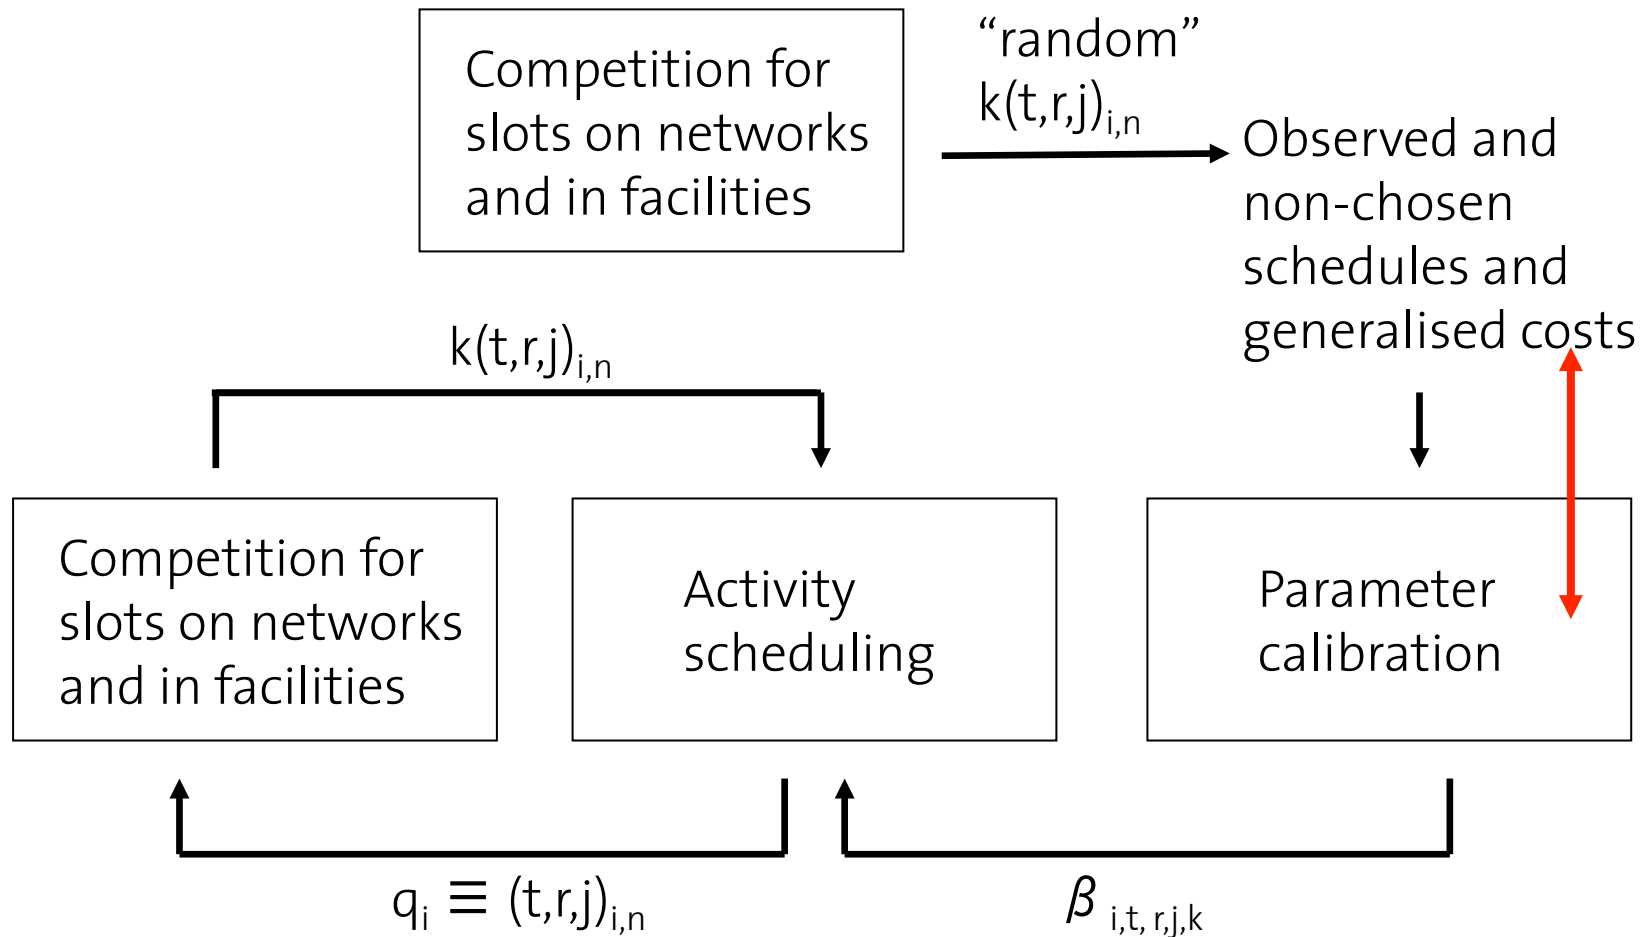 Competition for
slots on networks
and in facilities
“random”
k(t,r,j)i,n
Observed and
non-chosen
schedules and
generalised costs
k(t,r,j)i,n
Competition for
slots on networks
and in facilities
Activity
scheduling
Parameter
calibration
qi ≡ (t,r,j)i,n
β i,t, r,j,k